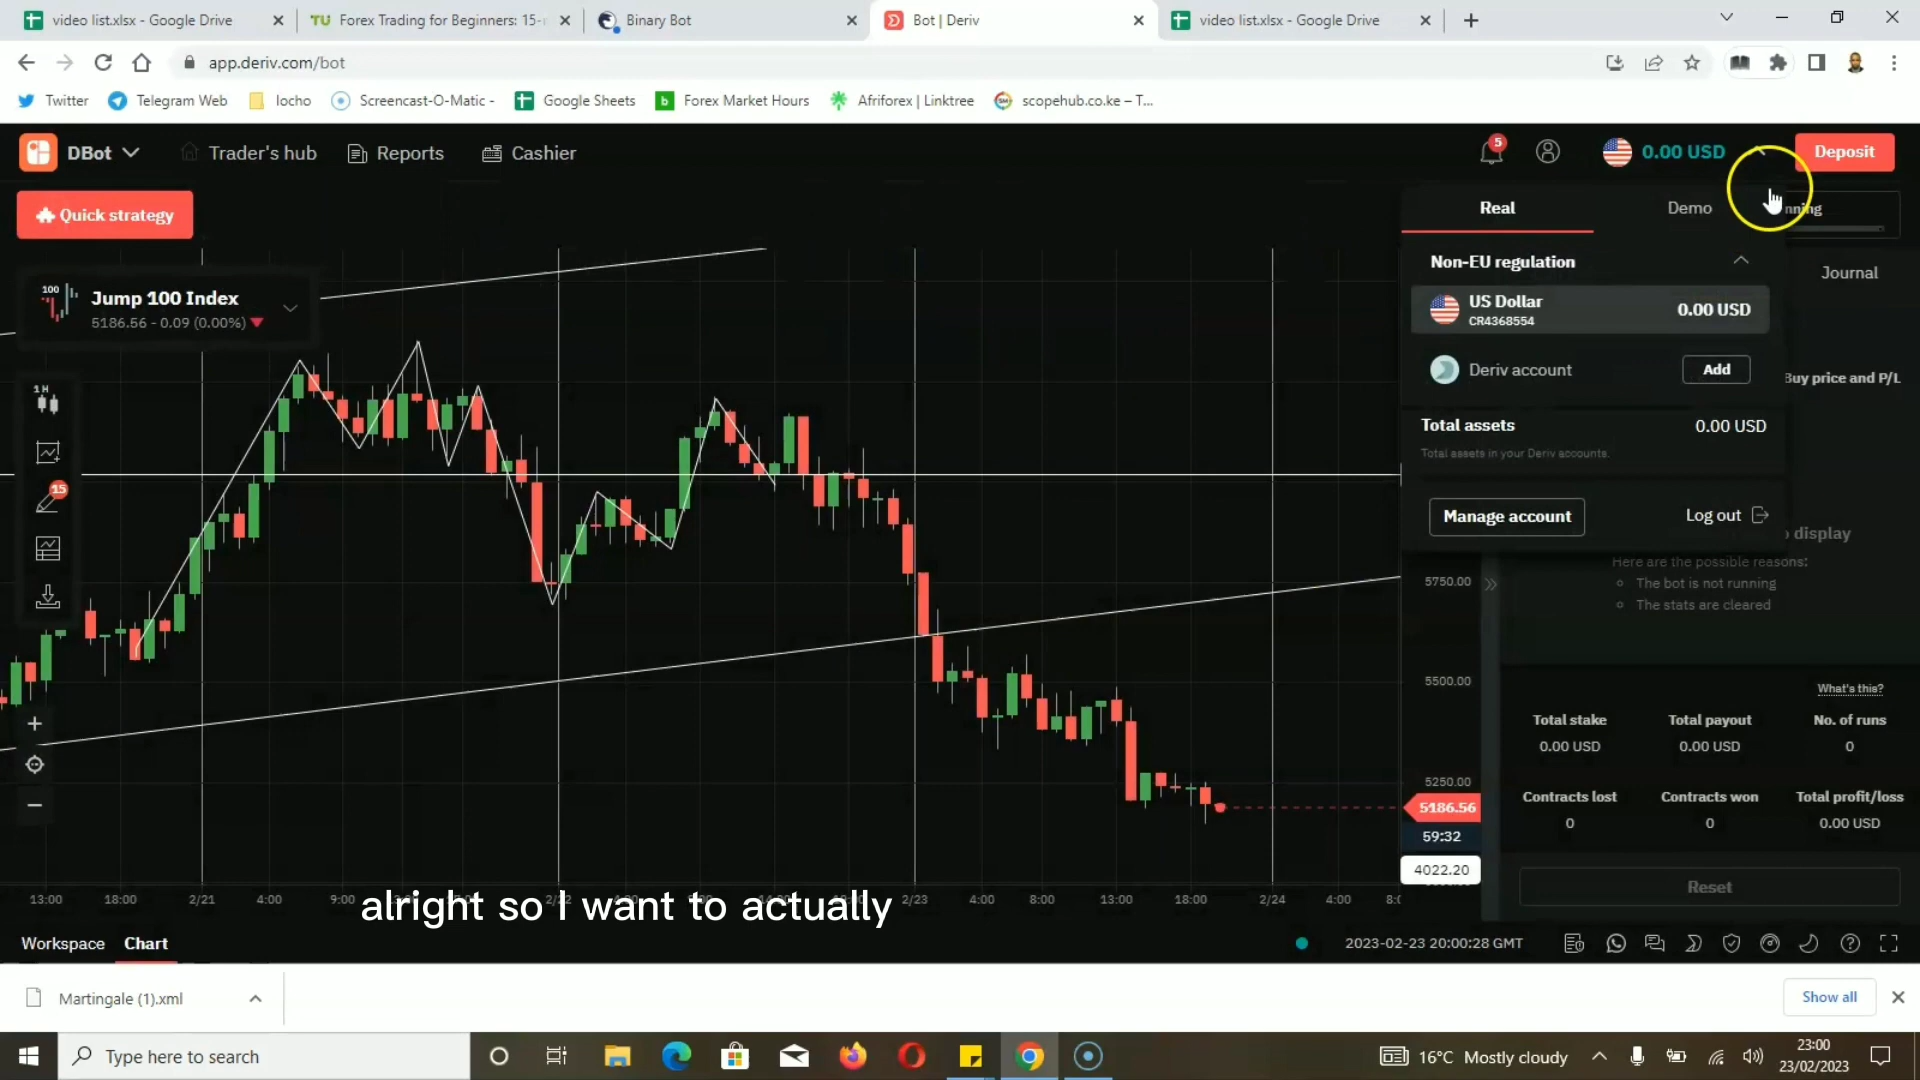 video list.xlsx - Google Drive
TU Forex Trading for Beginners: 15-
Binary Bot
Bot | Deriv
video list.xlsx - Google Drive
app.deriv.com/bot
Twitter
Telegram Web
locho
Screencast-O-Matic -
Google Sheets
b Forex Market Hours
Afriforex | Linktree
SM scopehub.co.ke – T...
DBot
Trader's hub
Reports
Cashier
5
0.00 USD
Deposit
Quick strategy
Real
Demo
Non-EU regulation
Journal
100
Jump 100 Index
5186.56 - 0.09 (0.00%)
US Dollar
CR4368554
0.00 USD
Deriv account
Add
Buy price and P/L
1H
Total assets
0.00 USD
Total assets in your Deriv accounts.
15
Manage account
Log out
display
Here are the possible reasons:
The bot is not running
The stats are cleared
5750.00
5500.00
5250.00
5186.56
59:32
4022.20
What's this?
Total stake
Total payout
No. of runs
0.00 USD
0.00 USD
0
Contracts lost
Contracts won
Total profit/loss
0
0
0.00 USD
Reset
13:00 18:00 2/21 4:00 9:00 2/23 4:00 8:00 13:00 18:00 2/24 4:00
alright so I want to actually
Workspace
Chart
2023-02-23 20:00:28 GMT
Martingale (1).xml
Show all
Type here to search
16°C Mostly cloudy
23:00
23/02/2023